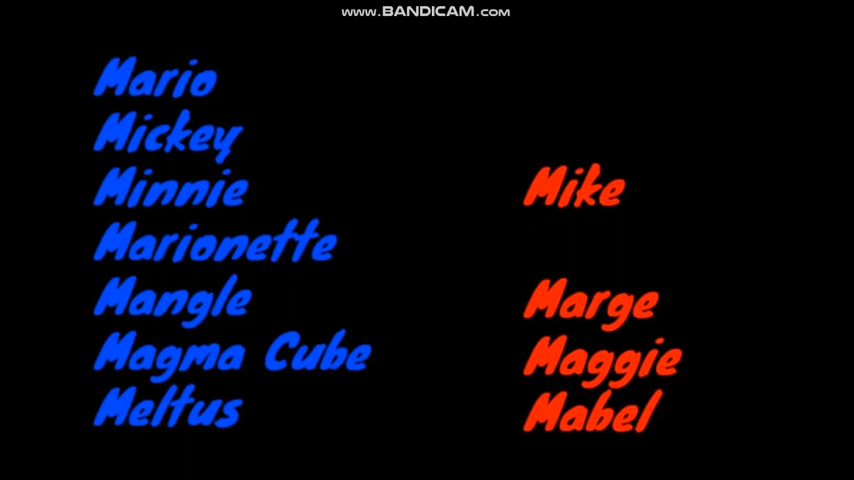 www.BANDICAM.com
Mario
Mickey
Minnie
Marionette
Mangle
Magma Cube
Meltus
Mike
Marge
Maggie
Mabel